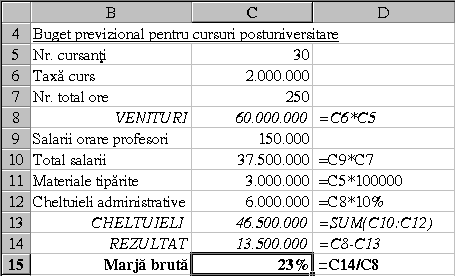 B C D
4 Buget previzional pentru cursuri postuniversitare
5 Nr. cursanţi 30
6 Taxă curs 2.000.000
7 Nr. total ore 250
8 VENITURI 60.000.000 =C6*C5
9 Salarii orare profesori 150.000
10 Total salarii 37.500.000 =C9*C7
11 Materiale tipărite 3.000.000 =C5*100000
12 Cheltuieli administrative 6.000.000 =C8*10%
13 CHELTUIELI 46.500.000 =SUM(C10:C12)
14 REZULTAT 13.500.000 =C8-C13
15 Marjă brută 23% =C14/C8